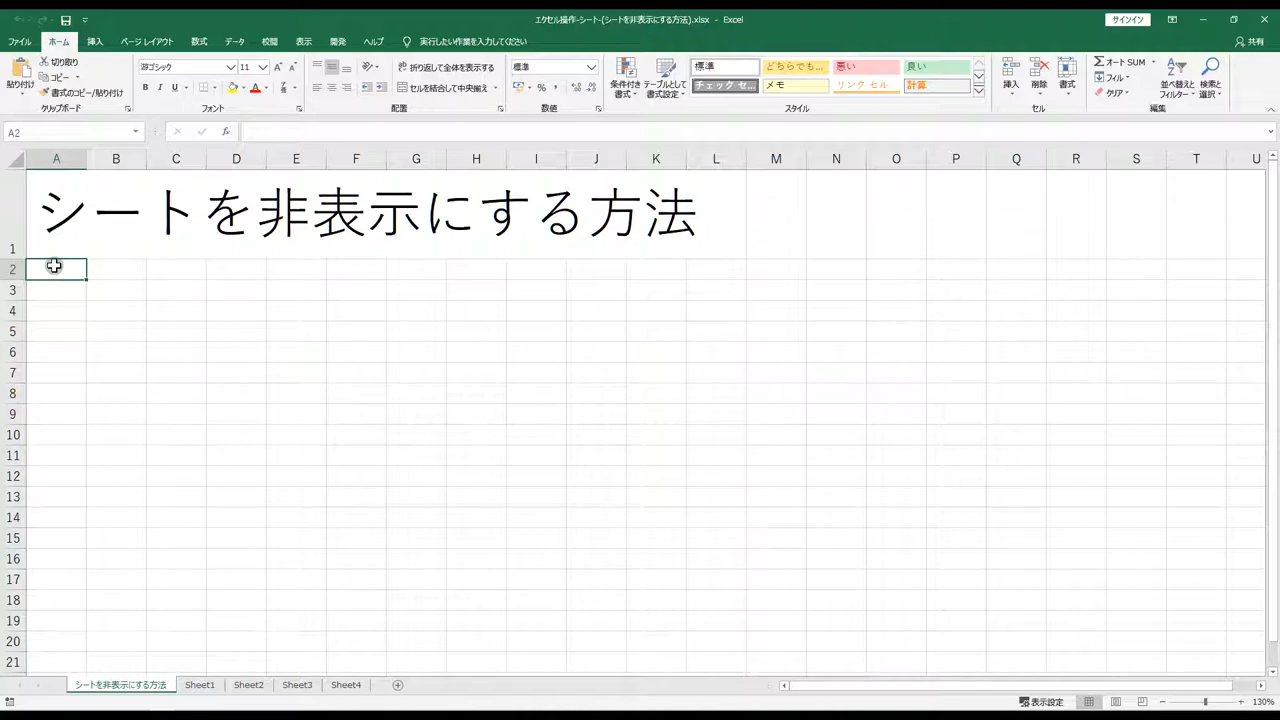 エクセル操作-シート-(シートを非表示にする方法).xlsx - Excel
サインイン
ファイル ホーム 挿入 ページ レイアウト 数式 データ 校閲 表示 開発 ヘルプ 実行したい作業を入力してください 共有
貼り付け 切り取り コピー 書式のコピー/貼り付け クリップボード
游ゴシック 11 A A B I U A フォント
折り返して全体を表示する セルを結合して中央揃え 配置
標準 % , 数値
条件付き書式 テーブルとして書式設定
標準 どちらでも... 悪い 良い
チェック セ... メモ リンク セル 計算
スタイル
挿入 削除 書式 セル
オート SUM フィル クリア 並べ替えとフィルター 検索と選択 編集
A2 fx
A B C D E F G H I J K L M N O P Q R S T U
シートを非表示にする方法
1
2
3
4
5
6
7
8
9
10
11
12
13
14
15
16
17
18
19
20
21
シートを非表示にする方法 Sheet1 Sheet2 Sheet3 Sheet4
表示設定 130%